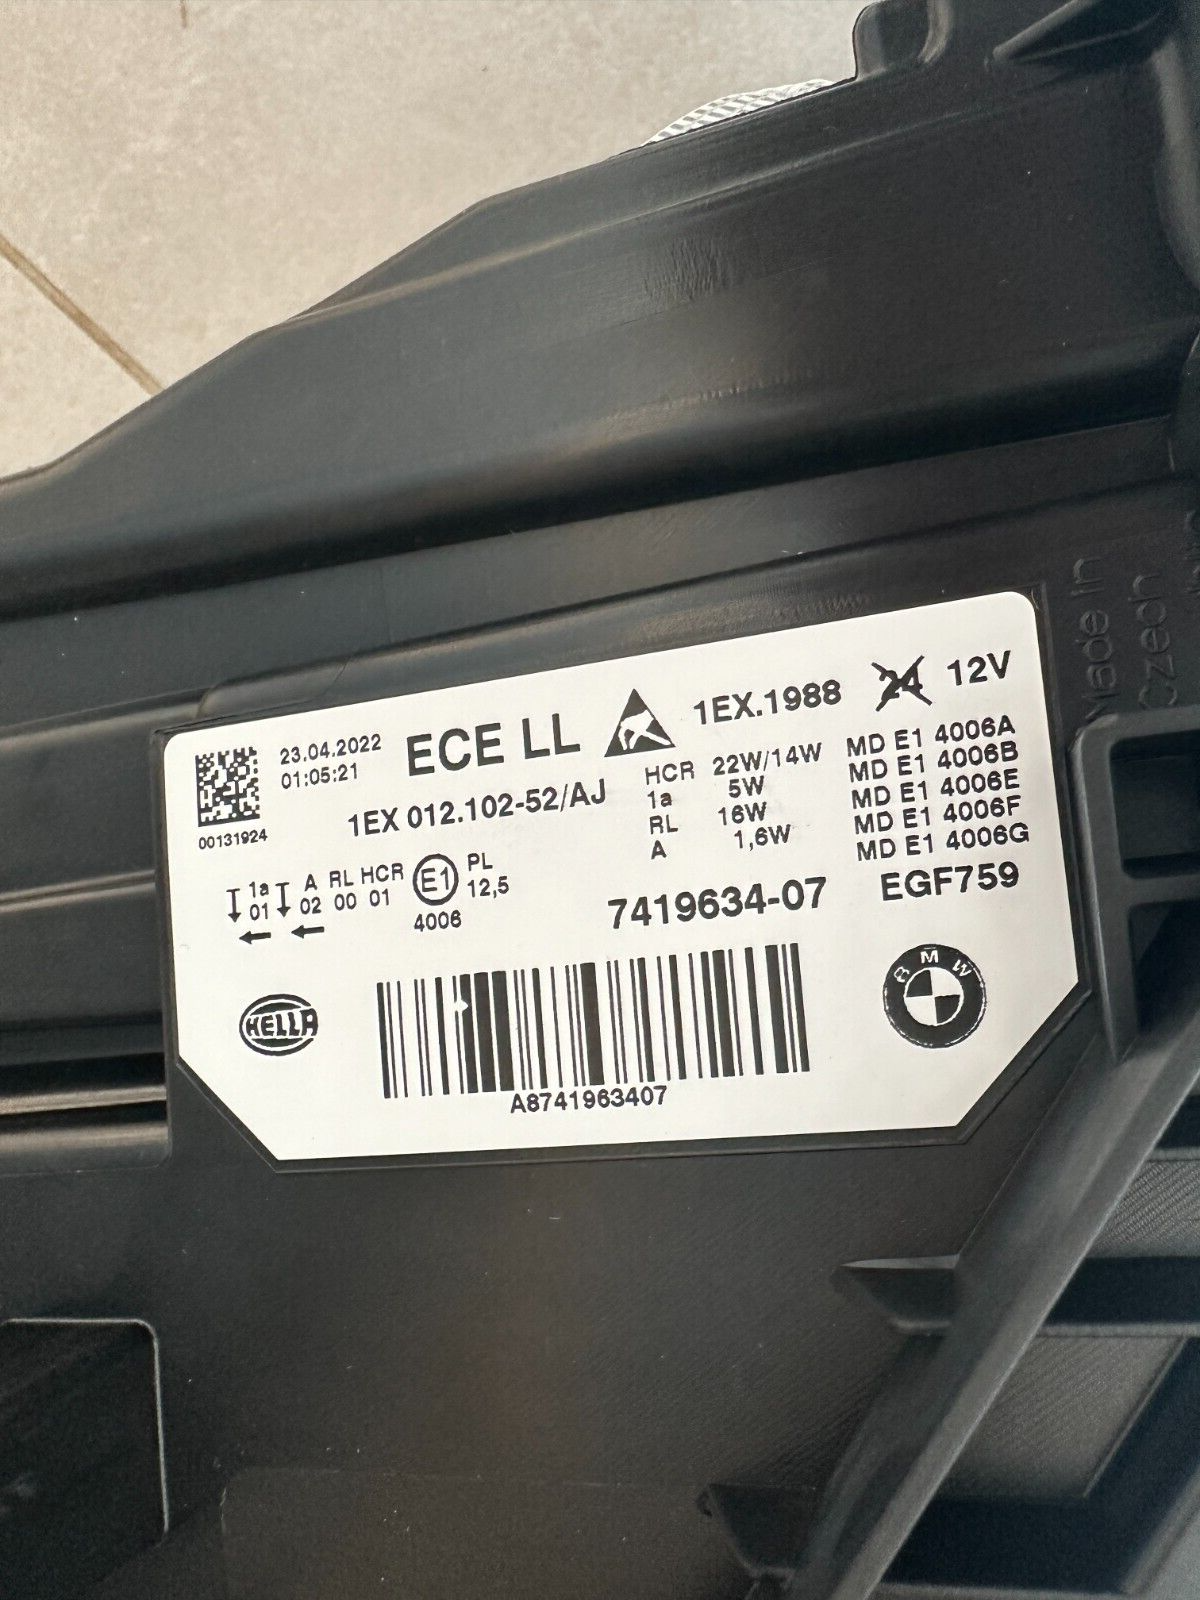 Made in
Czech
23.04.2022
01:05:21
00131924
ECE LL
1EX.1988
24 12V
1EX 012.102-52/AJ
HCR 22W/14W
1a 5W
RL 16W
A 1,6W
MD E1 4006A
MD E1 4006B
MD E1 4006E
MD E1 4006F
MD E1 4006G
1a A RL HCR E1 PL
01 02 00 01 12,5
4006
7419634-07
EGF759
HELLA
BMW
A8741963407